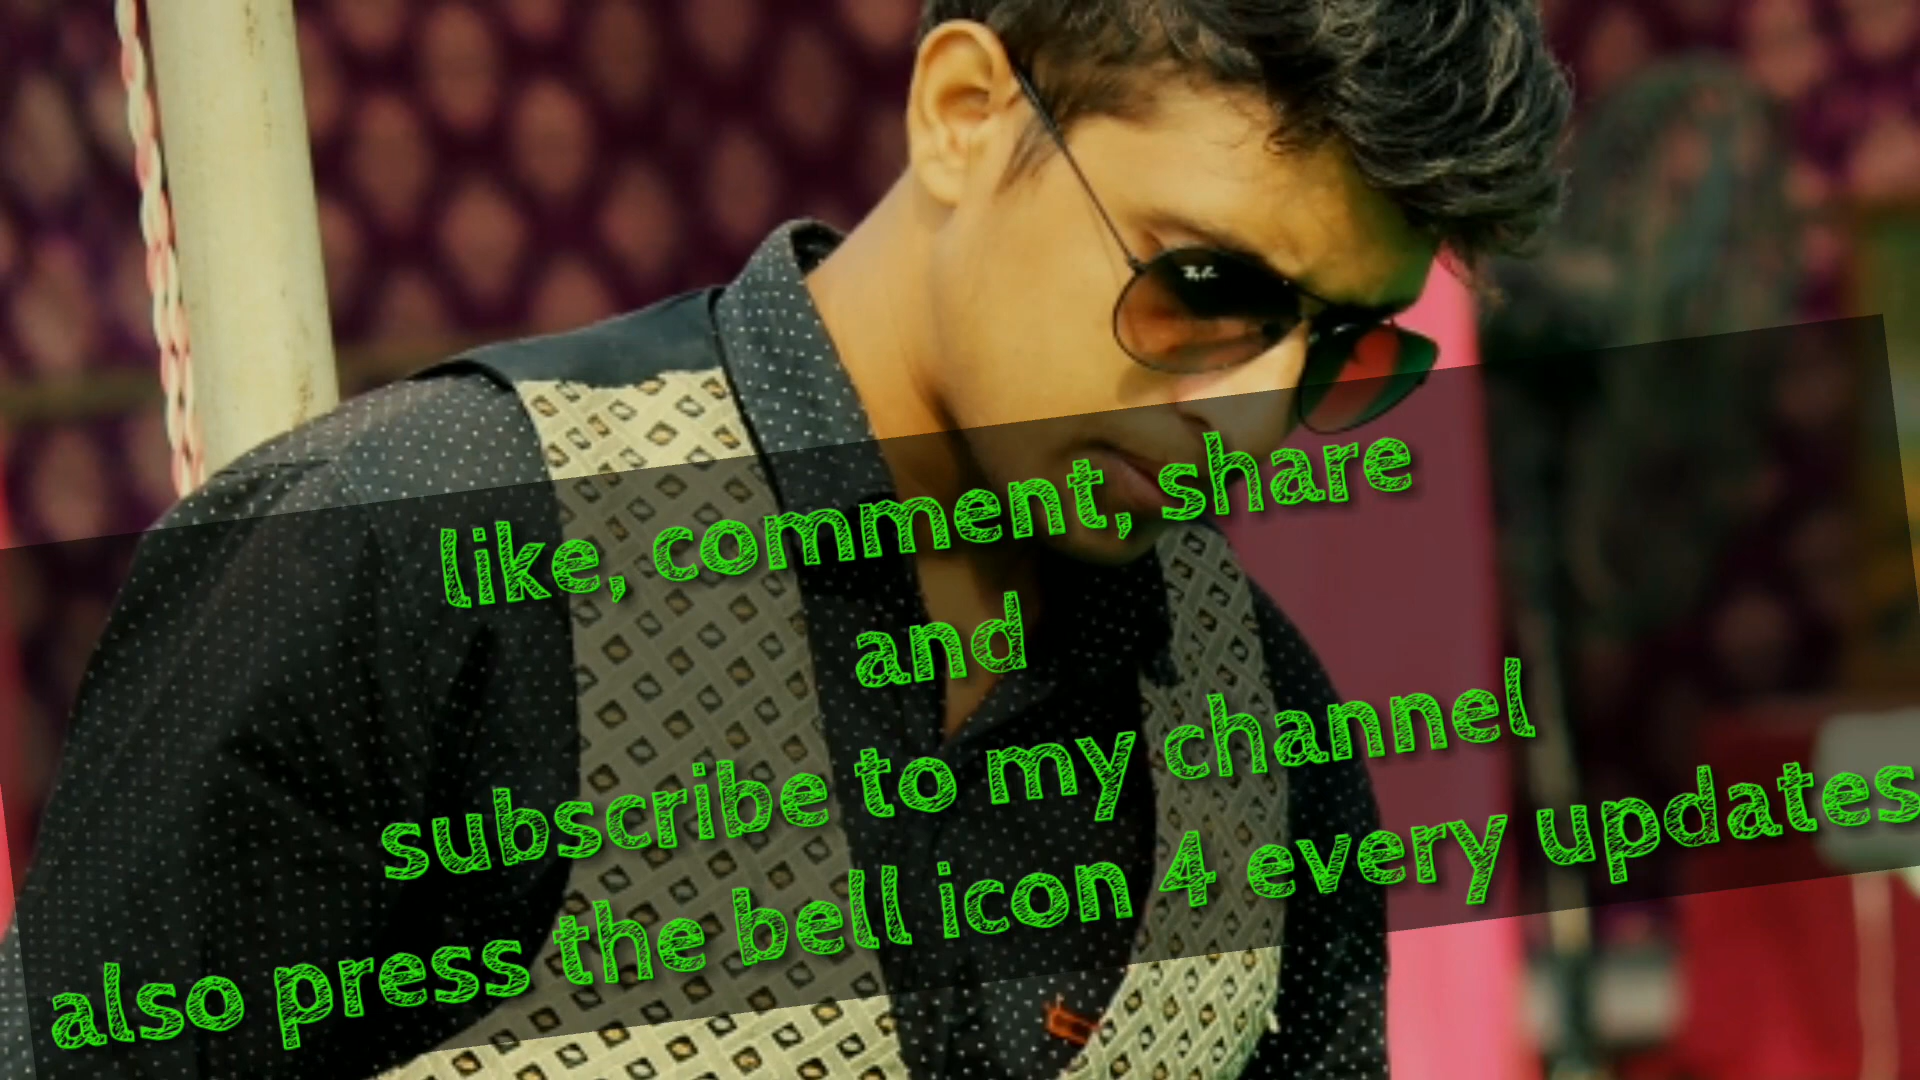 like, comment, share
and
subscribe to my channel
also press the bell icon 4 every updates